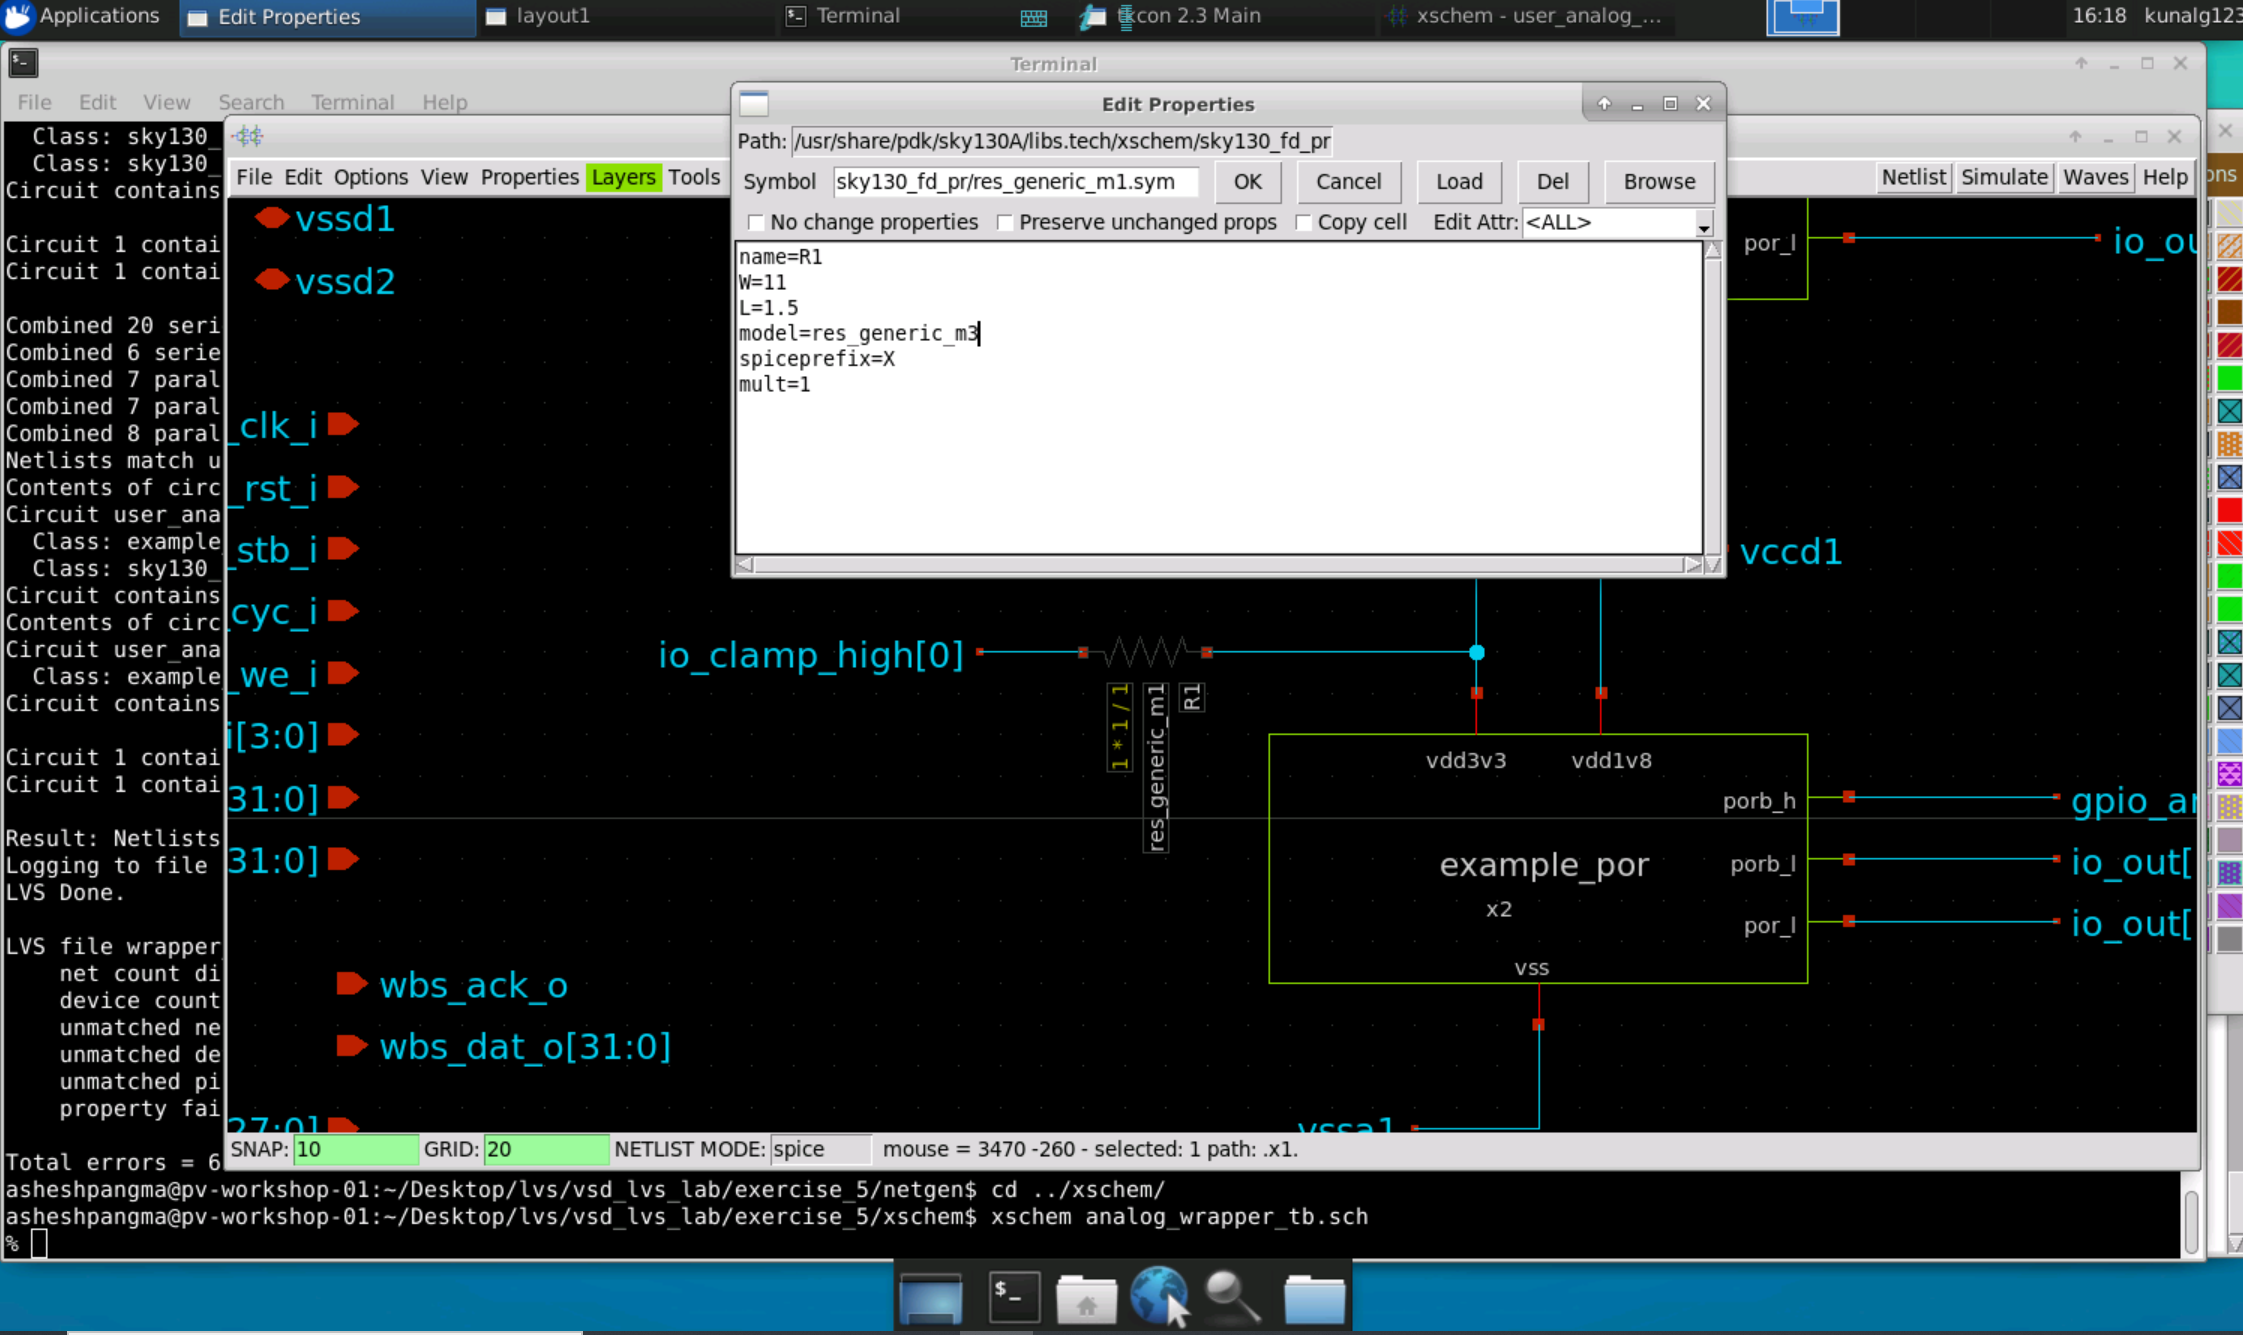 Applications
Edit Properties
layout1
Terminal
tkcon 2.3 Main
xschem - user_analog_...
16:18
kunalg123
Terminal
File Edit View Search Terminal Help
Class: sky130_
Class: sky130_
Circuit contains
Circuit 1 contai
Circuit 1 contai
Combined 20 seri
Combined 6 serie
Combined 7 paral
Combined 7 paral
Combined 8 paral
Netlists match u
Contents of circ
Circuit user_ana
Class: example
Class: sky130_
Circuit contains
Contents of circ
Circuit user_ana
Class: example
Circuit contains
Circuit 1 contai
Circuit 1 contai
Result: Netlists
Logging to file
LVS Done.
LVS file wrapper
net count di
device count
unmatched ne
unmatched de
unmatched pi
property fai
Total errors = 6
asheshpangma@pv-workshop-01:~/Desktop/lvs/vsd_lvs_lab/exercise_5/netgen$ cd ../xschem/
asheshpangma@pv-workshop-01:~/Desktop/lvs/vsd_lvs_lab/exercise_5/xschem$ xschem analog_wrapper_tb.sch
%
File Edit Options View Properties Layers Tools
Netlist Simulate Waves Help
ons
Edit Properties
Path: /usr/share/pdk/sky130A/libs.tech/xschem/sky130_fd_pr
Symbol sky130_fd_pr/res_generic_m1.sym OK Cancel Load Del Browse
No change properties Preserve unchanged props Copy cell Edit Attr: <ALL>
name=R1
W=11
L=1.5
model=res_generic_m3
spiceprefix=X
mult=1
vssd1
vssd2
_clk_i
_rst_i
_stb_i
_cyc_i
_we_i
i[3:0]
31:0]
31:0]
wbs_ack_o
wbs_dat_o[31:0]
27:0]
por_l
io_ou
vccd1
io_clamp_high[0]
1 * 1 / 1
res_generic_m1
R1
vdd3v3
vdd1v8
porb_h
gpio_an
example_por
porb_l
io_out[
x2
por_l
io_out[
vss
vssa1
SNAP: 10 GRID: 20 NETLIST MODE: spice mouse = 3470 -260 - selected: 1 path: .x1.
$_